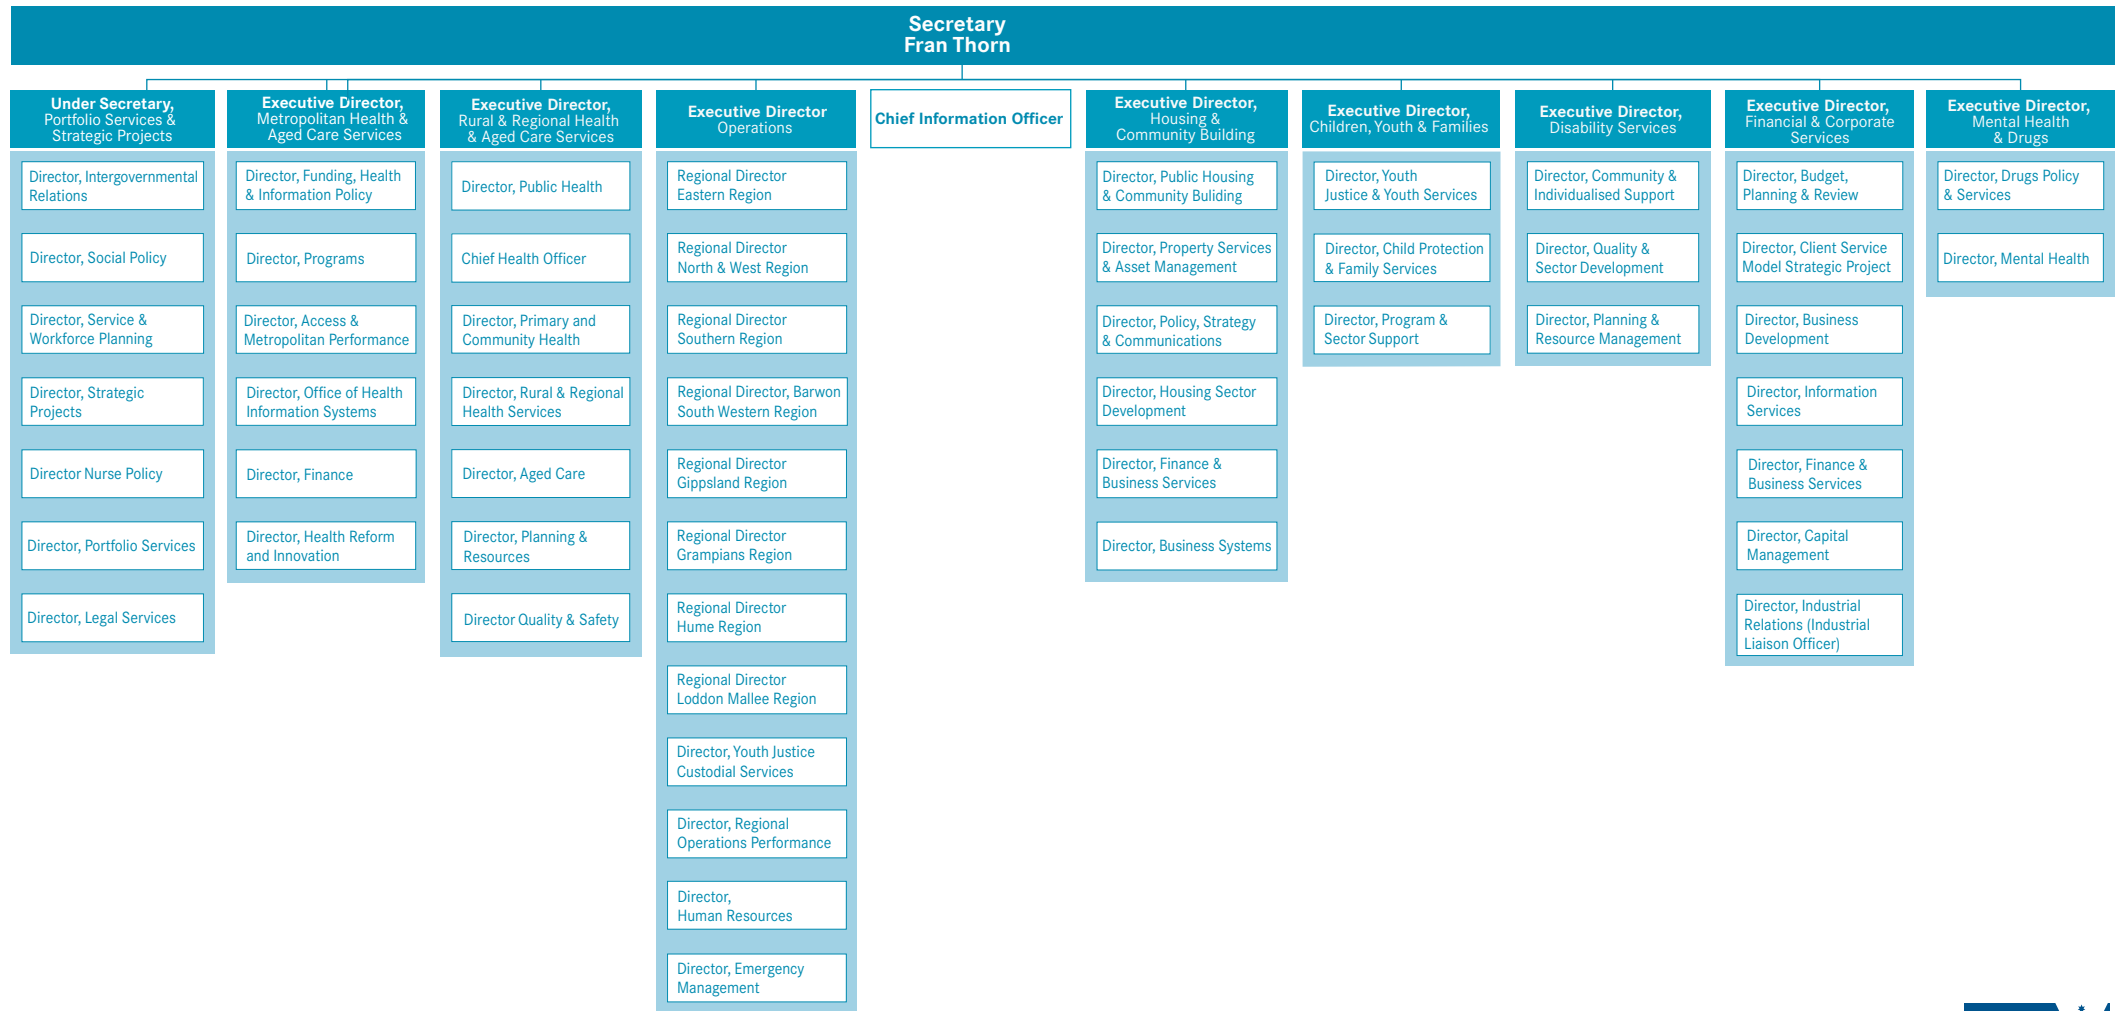 Secretary
Fran Thorn
Under Secretary,
Portfolio Services &
Strategic Projects
Director, Intergovernmental
Relations
Director, Social Policy
Director, Service &
Workforce Planning
Director, Strategic
Projects
Director Nurse Policy
Director, Portfolio Services
Director, Legal Services
Executive Director,
Metropolitan Health &
Aged Care Services
Director, Funding, Health
& Information Policy
Director, Programs
Director, Access &
Metropolitan Performance
Director, Office of Health
Information Systems
Director, Finance
Director, Health Reform
and Innovation
Executive Director,
Rural & Regional Health
& Aged Care Services
Director, Public Health
Chief Health Officer
Director, Primary and
Community Health
Director, Rural & Regional
Health Services
Director, Aged Care
Director, Planning &
Resources
Director Quality & Safety
Executive Director
Operations
Regional Director
Eastern Region
Regional Director
North & West Region
Regional Director
Southern Region
Regional Director, Barwon
South Western Region
Regional Director
Gippsland Region
Regional Director
Grampians Region
Regional Director
Hume Region
Regional Director
Loddon Mallee Region
Director, Youth Justice
Custodial Services
Director, Regional
Operations Performance
Director,
Human Resources
Director, Emergency
Management
Chief Information Officer
Executive Director,
Housing &
Community Building
Director, Public Housing
& Community Buliding
Director, Property Services
& Asset Management
Director, Policy, Strategy
& Communications
Director, Housing Sector
Development
Director, Finance &
Business Services
Director, Business Systems
Executive Director,
Children, Youth & Families
Director, Youth
Justice & Youth Services
Director, Child Protection
& Family Services
Director, Program &
Sector Support
Executive Director,
Disability Services
Director, Community &
Individualised Support
Director, Quality &
Sector Development
Director, Planning &
Resource Management
Executive Director,
Financial & Corporate
Services
Director, Budget,
Planning & Review
Director, Client Service
Model Strategic Project
Director, Business
Development
Director, Information
Services
Director, Finance &
Business Services
Director, Capital
Management
Director, Industrial
Relations (Industrial
Liaison Officer)
Executive Director,
Mental Health
& Drugs
Director, Drugs Policy
& Services
Director, Mental Health